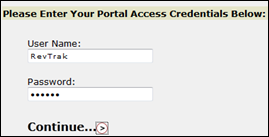 Please Enter Your Portal Access Credentials Below:
User Name:
RevTrak
Password:
••••••
Continue...>